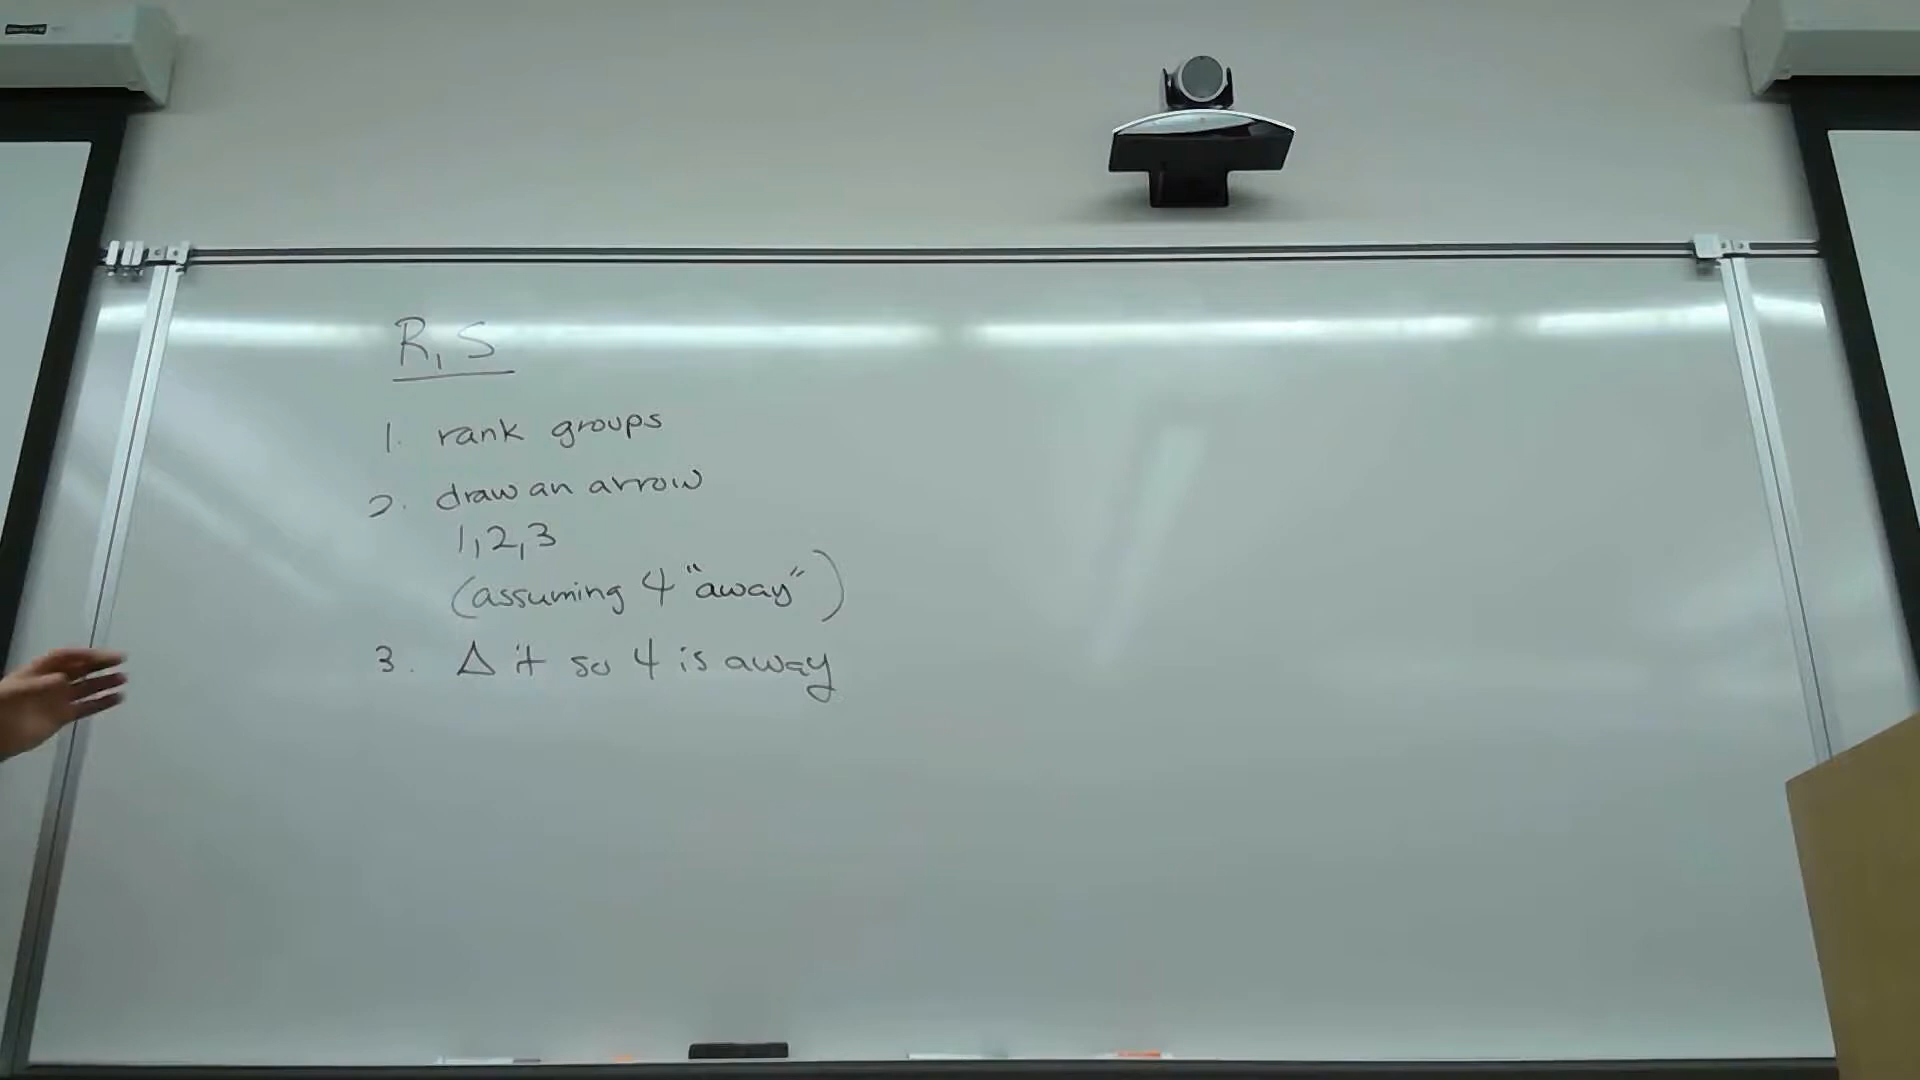 R, S
1. rank groups
2. draw an arrow
1, 2, 3
(assuming 4 "away")
3. Δ it so 4 is away